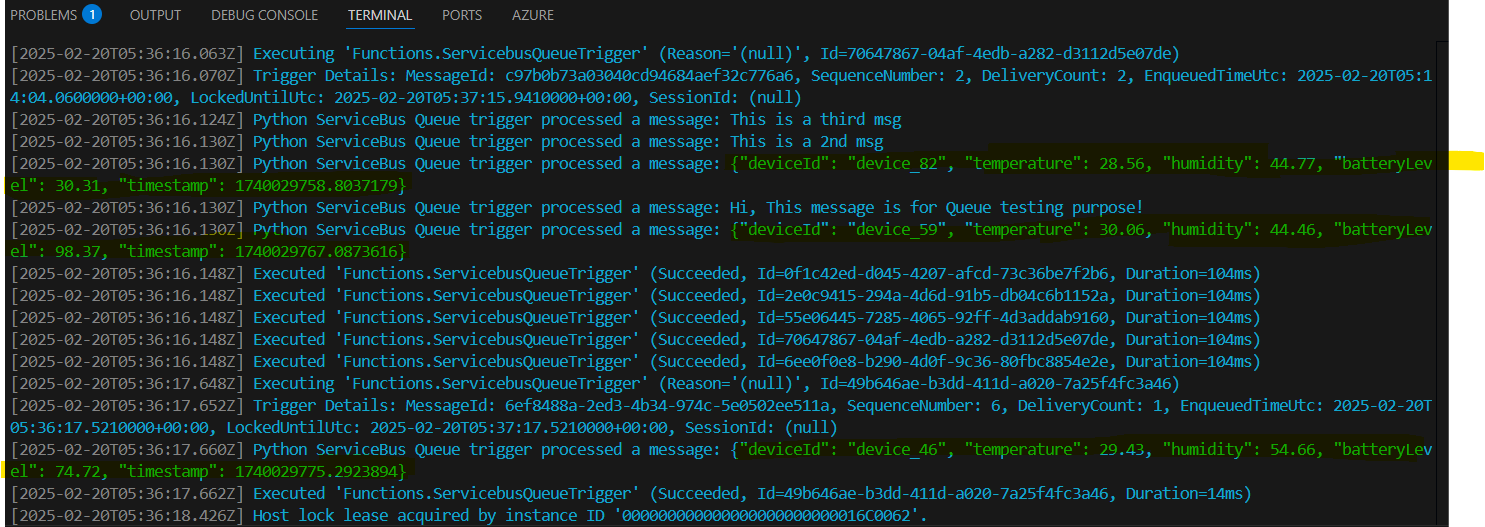 PROBLEMS 1 OUTPUT DEBUG CONSOLE TERMINAL PORTS AZURE
[2025-02-20T05:36:16.063Z] Executing 'Functions.ServicebusQueueTrigger' (Reason='(null)', Id=70647867-04af-4edb-a282-d3112d5e07de)
[2025-02-20T05:36:16.070Z] Trigger Details: MessageId: c97b0b73a03040cd94684aef32c776a6, SequenceNumber: 2, DeliveryCount: 2, EnqueuedTimeUtc: 2025-02-20T05:1
4:04.0600000+00:00, LockedUntilUtc: 2025-02-20T05:37:15.9410000+00:00, SessionId: (null)
[2025-02-20T05:36:16.124Z] Python ServiceBus Queue trigger processed a message: This is a third msg
[2025-02-20T05:36:16.130Z] Python ServiceBus Queue trigger processed a message: This is a 2nd msg
[2025-02-20T05:36:16.130Z] Python ServiceBus Queue trigger processed a message: {"deviceId": "device_82", "temperature": 28.56, "humidity": 44.77, "batteryLev
el": 30.31, "timestamp": 1740029758.8037179}
[2025-02-20T05:36:16.130Z] Python ServiceBus Queue trigger processed a message: Hi, This message is for Queue testing purpose!
[2025-02-20T05:36:16.130Z] Python ServiceBus Queue trigger processed a message: {"deviceId": "device_59", "temperature": 30.06, "humidity": 44.46, "batteryLev
el": 98.37, "timestamp": 1740029767.0873616}
[2025-02-20T05:36:16.148Z] Executed 'Functions.ServicebusQueueTrigger' (Succeeded, Id=0f1c42ed-d045-4207-afcd-73c36be7f2b6, Duration=104ms)
[2025-02-20T05:36:16.148Z] Executed 'Functions.ServicebusQueueTrigger' (Succeeded, Id=2e0c9415-294a-4d6d-91b5-db04c6b1152a, Duration=104ms)
[2025-02-20T05:36:16.148Z] Executed 'Functions.ServicebusQueueTrigger' (Succeeded, Id=55e06445-7285-4065-92ff-4d3addab9160, Duration=104ms)
[2025-02-20T05:36:16.148Z] Executed 'Functions.ServicebusQueueTrigger' (Succeeded, Id=70647867-04af-4edb-a282-d3112d5e07de, Duration=104ms)
[2025-02-20T05:36:16.148Z] Executed 'Functions.ServicebusQueueTrigger' (Succeeded, Id=6ee0f0e8-b290-4d0f-9c36-80fbc8854e2e, Duration=104ms)
[2025-02-20T05:36:17.648Z] Executing 'Functions.ServicebusQueueTrigger' (Reason='(null)', Id=49b646ae-b3dd-411d-a020-7a25f4fc3a46)
[2025-02-20T05:36:17.652Z] Trigger Details: MessageId: 6ef8488a-2ed3-4b34-974c-5e0502ee511a, SequenceNumber: 6, DeliveryCount: 1, EnqueuedTimeUtc: 2025-02-20T
05:36:17.5210000+00:00, LockedUntilUtc: 2025-02-20T05:37:17.5210000+00:00, SessionId: (null)
[2025-02-20T05:36:17.660Z] Python ServiceBus Queue trigger processed a message: {"deviceId": "device_46", "temperature": 29.43, "humidity": 54.66, "batteryLev
el": 74.72, "timestamp": 1740029775.2923894}
[2025-02-20T05:36:17.662Z] Executed 'Functions.ServicebusQueueTrigger' (Succeeded, Id=49b646ae-b3dd-411d-a020-7a25f4fc3a46, Duration=14ms)
[2025-02-20T05:36:18.426Z] Host lock lease acquired by instance ID '000000000000000000000000016C0062'.